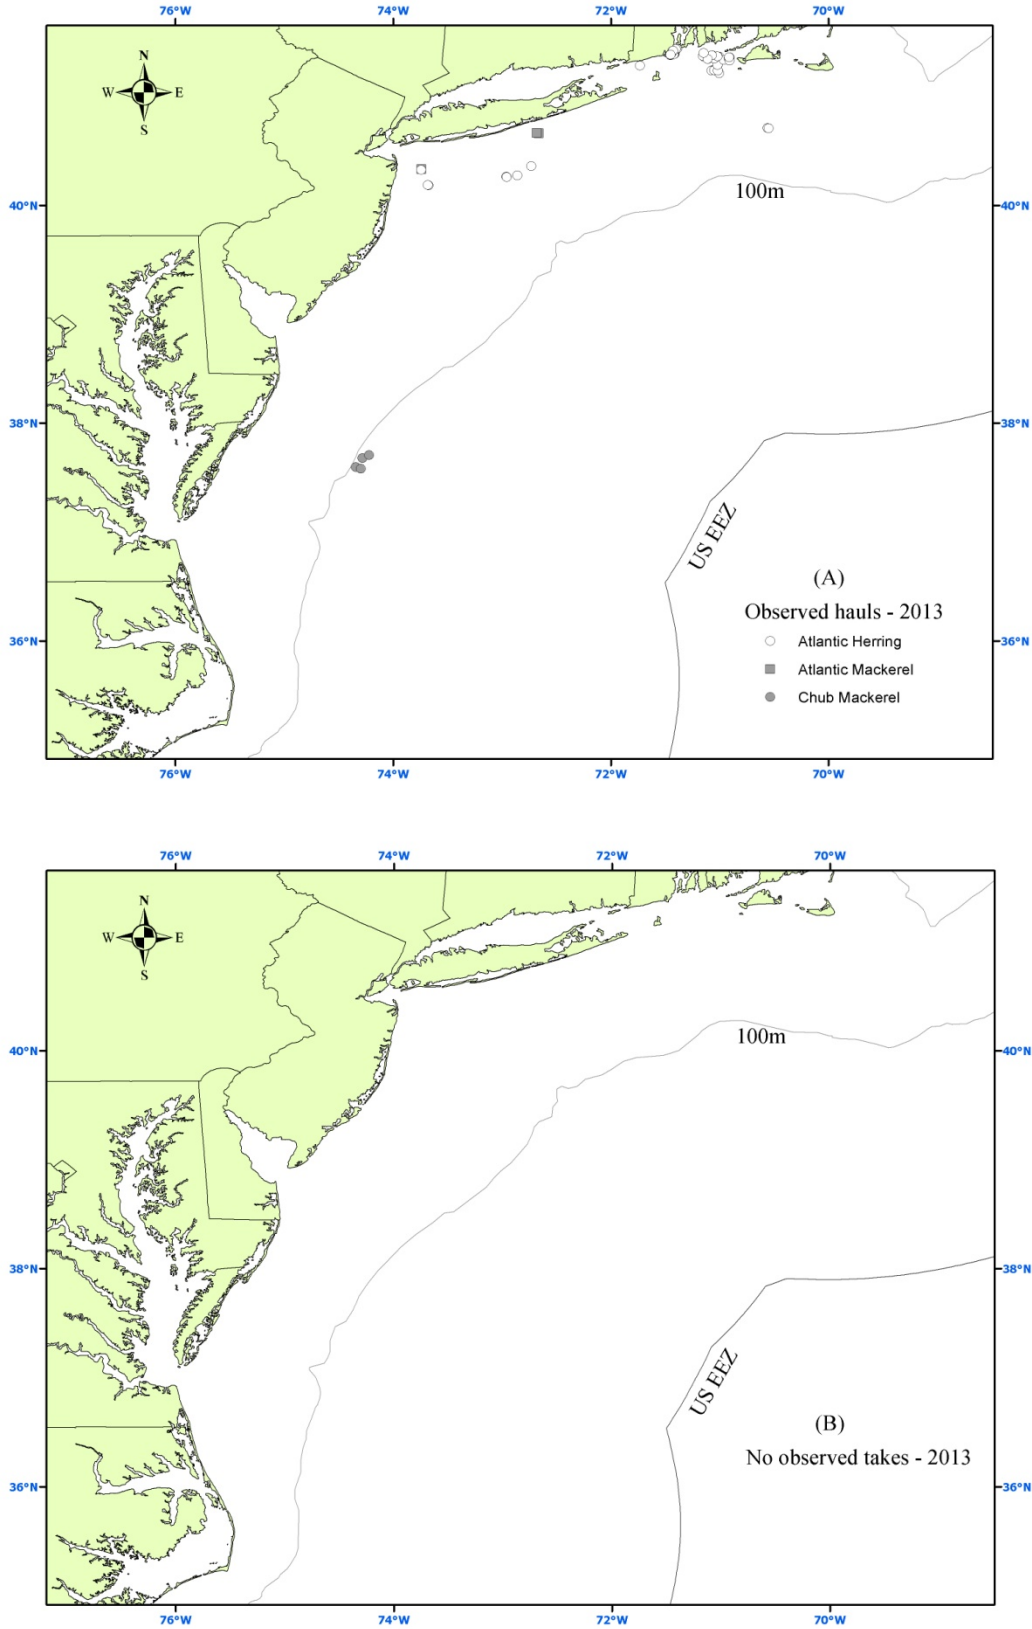 76°W 74°W 72°W 70°W
N
W E
S
100m
40°N 40°N
38°N 38°N
US EEZ
(A)
Observed hauls - 2013
36°N 36°N
Atlantic Herring
Atlantic Mackerel
Chub Mackerel
76°W 74°W 72°W 70°W
76°W 74°W 72°W 70°W
N
W E
S
100m
40°N 40°N
38°N 38°N
US EEZ
(B)
No observed takes - 2013
36°N 36°N
76°W 74°W 72°W 70°W